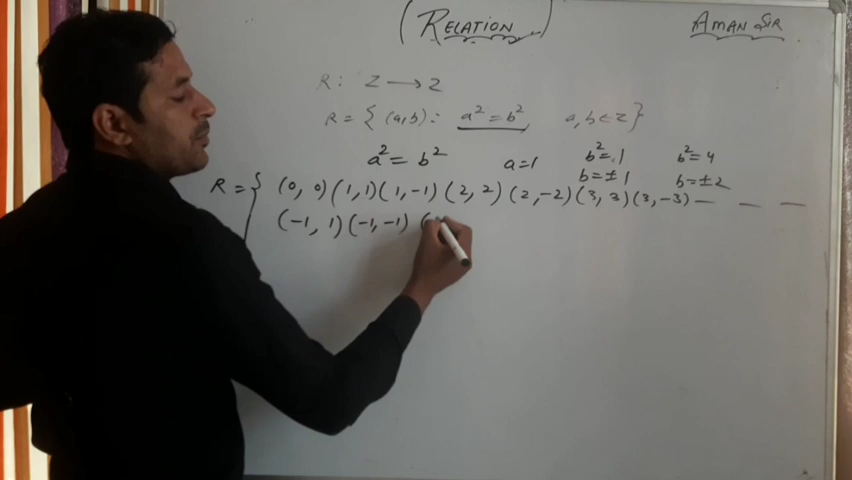 (RELATION)
AMAN SIR
R: Z ⟶ Z
R = { (a,b): a² = b², a,b ∈ Z}
a² = b² a=1 b²=1 b²=4
b=±1 b=±2
R = { (0, 0) (1, 1) (1, -1) (2, 2) (2, -2) (3, 3) (3, -3) — — —
(-1, 1) (-1, -1) (